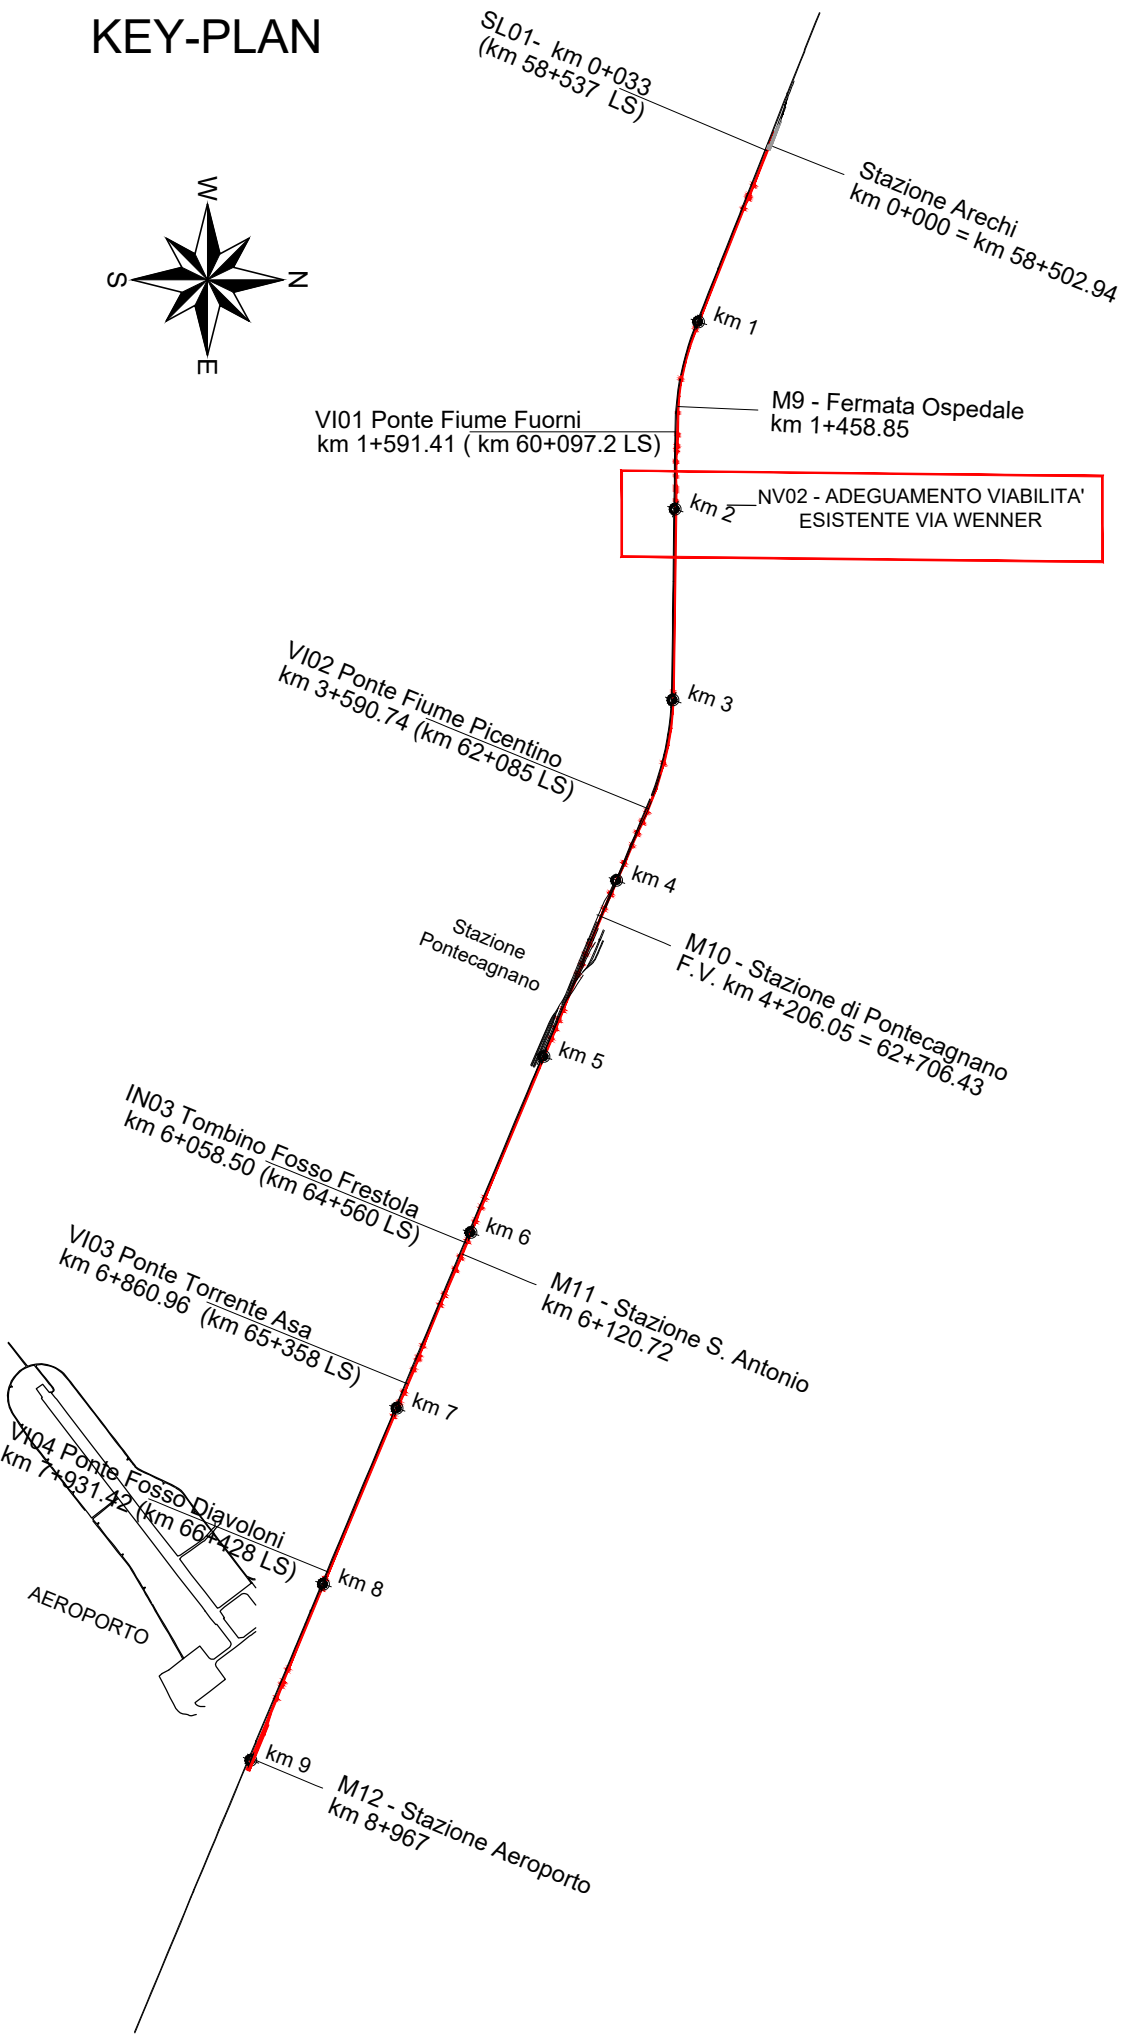 KEY-PLAN
SL01- km 0+033
(km 58+537 LS)
Stazione Arechi
km 0+000 = km 58+502.94
W
N
S
E
km 1
M9 - Fermata Ospedale
km 1+458.85
VI01 Ponte Fiume Fuorni
km 1+591.41 ( km 60+097.2 LS)
km 2
NV02 - ADEGUAMENTO VIABILITA'
ESISTENTE VIA WENNER
km 3
VI02 Ponte Fiume Picentino
km 3+590.74 (km 62+085 LS)
km 4
Stazione
Pontecagnano
M10 - Stazione di Pontecagnano
F.V. km 4+206.05 = 62+706.43
km 5
IN03 Tombino Fosso Frestola
km 6+058.50 (km 64+560 LS)
km 6
M11 - Stazione S. Antonio
km 6+120.72
VI03 Ponte Torrente Asa
km 6+860.96 (km 65+358 LS)
km 7
VI04 Ponte Fosso Diavoloni
km 7+931.42 (km 66+428 LS)
km 8
AEROPORTO
km 9
M12 - Stazione Aeroporto
km 8+967